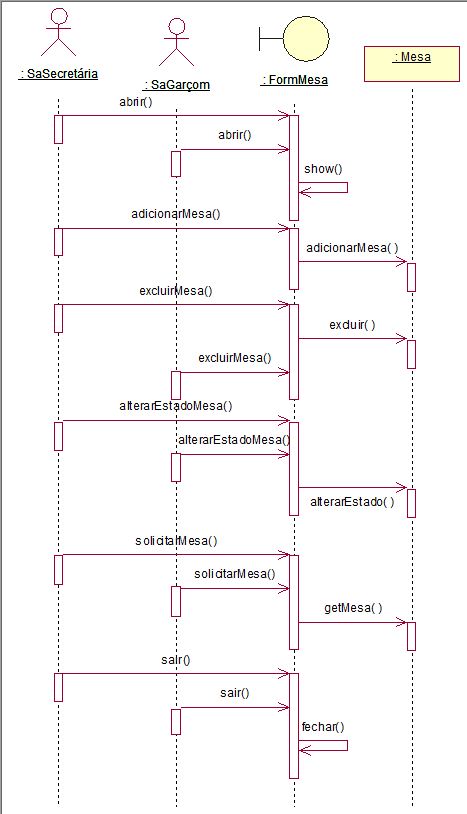 : SaSecretária
: SaGarçom
: FormMesa
: Mesa
abrir()
abrir()
show()
adicionarMesa()
adicionarMesa( )
excluirMesa()
excluir( )
excluirMesa()
alterarEstadoMesa()
alterarEstadoMesa()
alterarEstado( )
solicitarMesa()
solicitarMesa()
getMesa( )
sair()
sair()
fechar()